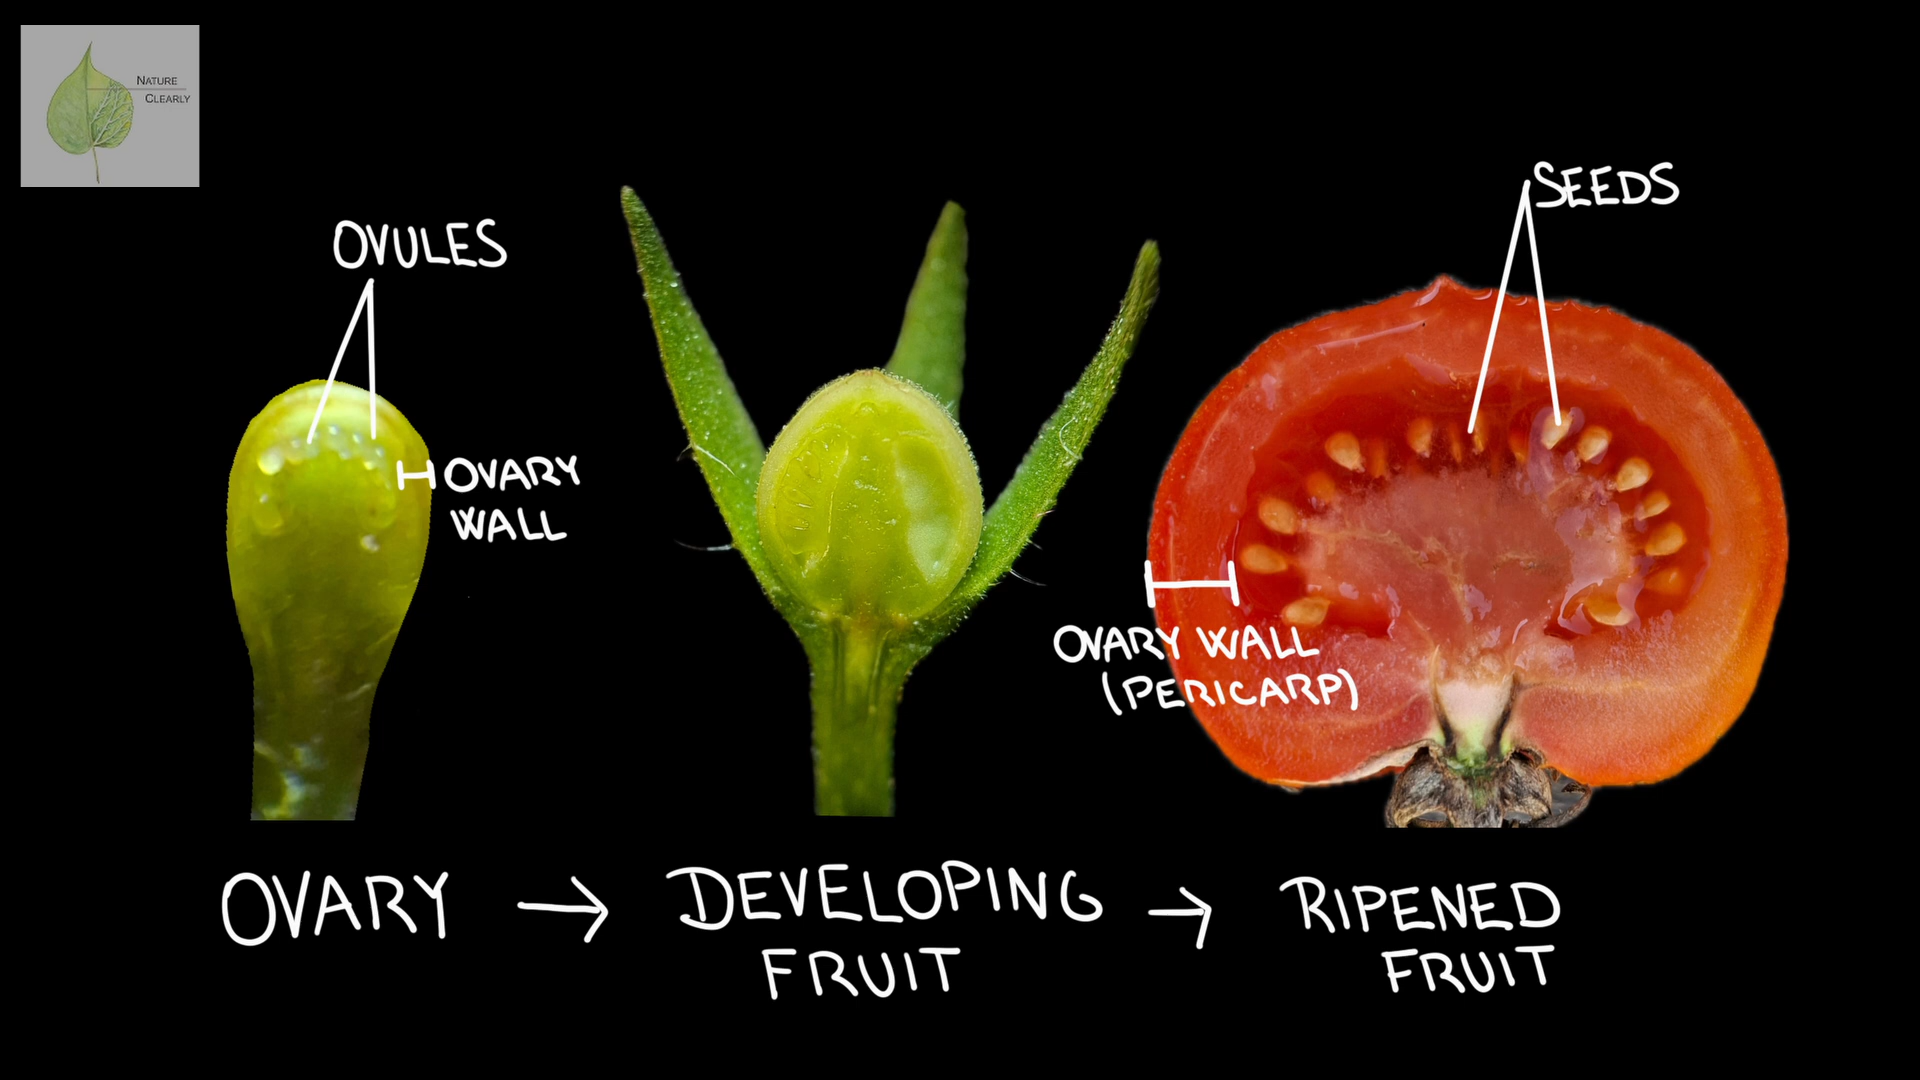 NATURE
CLEARLY
OVULES
OVARY
WALL
SEEDS
OVARY WALL
(PERICARP)
OVARY → DEVELOPING FRUIT → RIPENED FRUIT